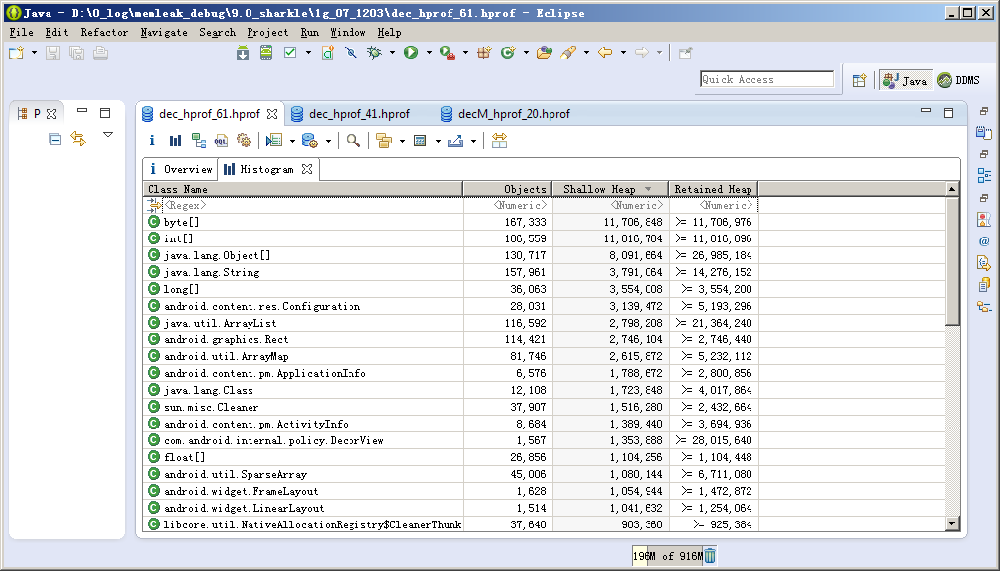 Java - D:\O_log\memleak_debug\9.0_sharkle\1g_07_1203\dec_hprof_61.hprof - Eclipse
File Edit Refactor Navigate Search Project Run Window Help
Quick Access
Java
DDMS
P
dec_hprof_61.hprof
dec_hprof_41.hprof
decM_hprof_20.hprof
i OQL
i Overview
Histogram
Class Name Objects Shallow Heap Retained Heap
<Regex> <Numeric> <Numeric> <Numeric>
byte[] 167,333 11,706,848 >= 11,706,976
int[] 106,559 11,016,704 >= 11,016,896
java.lang.Object[] 130,717 8,091,664 >= 26,985,184
java.lang.String 157,961 3,791,064 >= 14,276,152
long[] 36,063 3,554,008 >= 3,554,200
android.content.res.Configuration 28,031 3,139,472 >= 5,193,296
java.util.ArrayList 116,592 2,798,208 >= 21,364,240
android.graphics.Rect 114,421 2,746,104 >= 2,746,440
android.util.ArrayMap 81,746 2,615,872 >= 5,232,112
android.content.pm.ApplicationInfo 6,576 1,788,672 >= 2,800,856
java.lang.Class 12,108 1,723,848 >= 4,017,864
sun.misc.Cleaner 37,907 1,516,280 >= 2,432,664
android.content.pm.ActivityInfo 8,684 1,389,440 >= 3,694,936
com.android.internal.policy.DecorView 1,567 1,353,888 >= 28,015,640
float[] 26,856 1,104,256 >= 1,104,448
android.util.SparseArray 45,006 1,080,144 >= 6,711,080
android.widget.FrameLayout 1,628 1,054,944 >= 1,472,872
android.widget.LinearLayout 1,514 1,041,632 >= 1,254,064
libcore.util.NativeAllocationRegistry$CleanerThunk 37,640 903,360 >= 925,384
196M of 916M